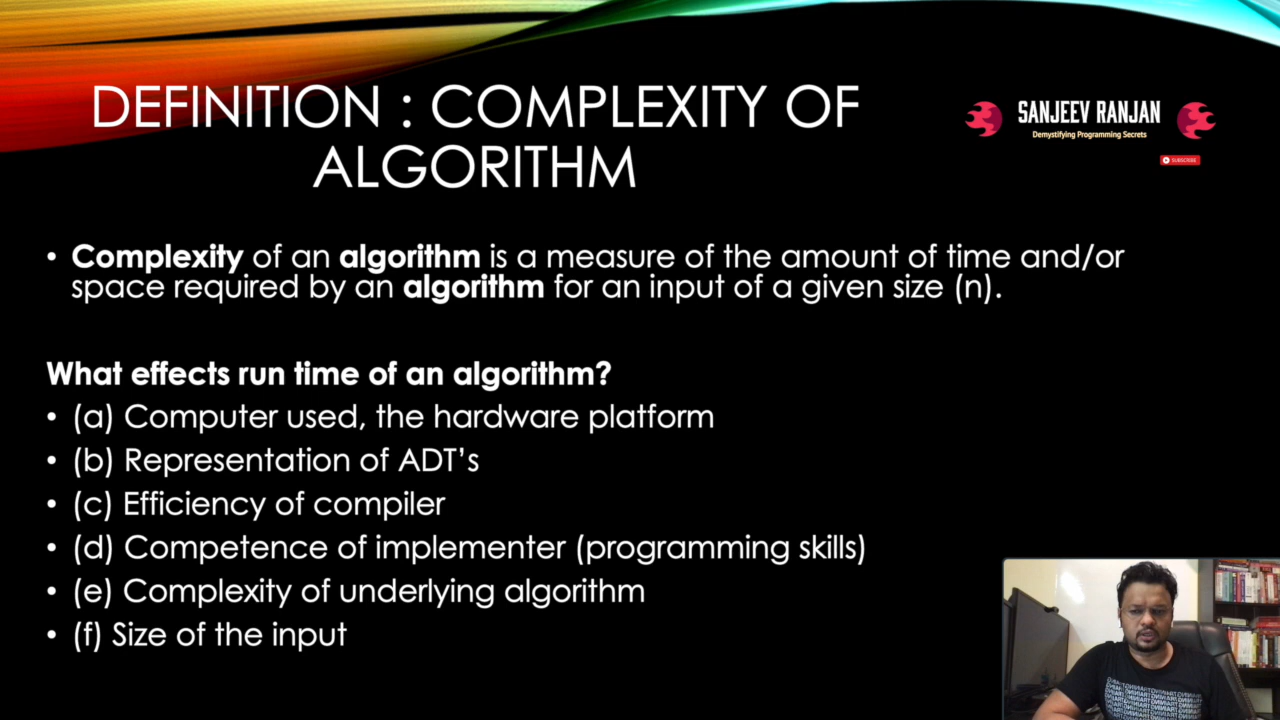 DEFINITION : COMPLEXITY OF
ALGORITHM
SANJEEV RANJAN
Demystifying Programming Secrets
SUBSCRIBE
• Complexity of an algorithm is a measure of the amount of time and/or
space required by an algorithm for an input of a given size (n).
What effects run time of an algorithm?
• (a) Computer used, the hardware platform
• (b) Representation of ADT’s
• (c) Efficiency of compiler
• (d) Competence of implementer (programming skills)
• (e) Complexity of underlying algorithm
• (f) Size of the input